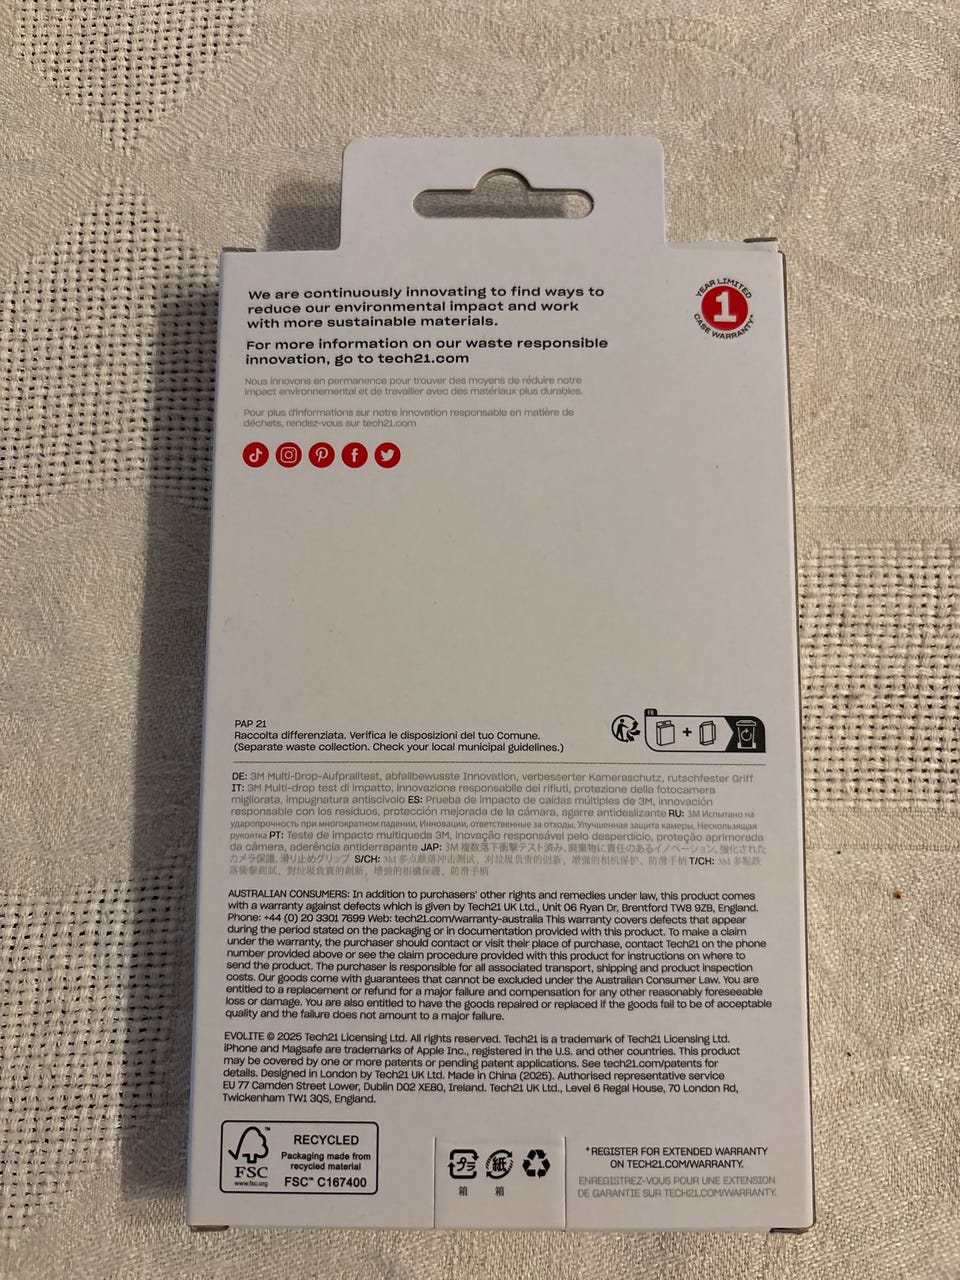 We are continuously innovating to find ways to
reduce our environmental impact and work
with more sustainable materials.
For more information on our waste responsible
innovation, go to tech21.com
Nous innovons en permanence pour trouver des moyens de réduire notre
impact environnemental et de travailler avec des matériaux plus durables.
Pour plus d'informations sur notre innovation responsable en matière de
déchets, rendez-vous sur tech21.com
YEAR LIMITED
1
CASE WARRANTY*
PAP 21
Raccolta differenziata. Verifica le disposizioni del tuo Comune.
(Separate waste collection. Check your local municipal guidelines.)
FR
+
DE: 3M Multi-Drop-Aufpralltest, abfallbewusste Innovation, verbesserter Kameraschutz, rutschfester Griff
IT: 3M Multi-drop test di impatto, innovazione responsabile dei rifiuti, protezione della fotocamera
migliorata, impugnatura antiscivolo ES: Prueba de impacto de caídas múltiples de 3M, innovación
responsable con los residuos, protección mejorada de la cámara, agarre antideslizante RU: 3M Испытано на
ударопрочность при многократном падении, Инновации, ответственные за отходы, Улучшенная защита камеры, Нескользящая
рукоятка PT: Teste de impacto multiqueda 3M, inovação responsável pelo desperdício, proteção aprimorada
da câmera, aderência antiderrapante JAP: 3M 複数落下衝撃テスト済み、廃棄物に責任のあるイノベーション、強化された
カメラ保護、滑り止めグリップ S/CH: 3M 多点跌落冲击测试，对垃圾负责的创新，增强的相机保护，防滑手柄 T/CH: 3M 多點跌
落衝擊測試，對垃圾負責的創新，增強的相機保護，防滑手柄
AUSTRALIAN CONSUMERS: In addition to purchasers' other rights and remedies under law, this product comes
with a warranty against defects which is given by Tech21 UK Ltd., Unit 06 Ryan Dr, Brentford TW8 9ZB, England.
Phone: +44 (0) 20 3301 7699 Web: tech21.com/warranty-australia This warranty covers defects that appear
during the period stated on the packaging or in documentation provided with this product. To make a claim
under the warranty, the purchaser should contact or visit their place of purchase, contact Tech21 on the phone
number provided above or see the claim procedure provided with this product for instructions on where to
send the product. The purchaser is responsible for all associated transport, shipping and product inspection
costs. Our goods come with guarantees that cannot be excluded under the Australian Consumer Law. You are
entitled to a replacement or refund for a major failure and compensation for any other reasonably foreseeable
loss or damage. You are also entitled to have the goods repaired or replaced if the goods fail to be of acceptable
quality and the failure does not amount to a major failure.
EVOLITE © 2025 Tech21 Licensing Ltd. All rights reserved. Tech21 is a trademark of Tech21 Licensing Ltd.
iPhone and Magsafe are trademarks of Apple Inc., registered in the U.S. and other countries. This product
may be covered by one or more patents or pending patent applications. See tech21.com/patents for
details. Designed in London by Tech21 UK Ltd. Made in China (2025). Authorised representative service
EU 77 Camden Street Lower, Dublin D02 XE80, Ireland. Tech21 UK Ltd., Level 6 Regal House, 70 London Rd,
Twickenham TW1 3QS, England.
FSC™
www.fsc.org
RECYCLED
Packaging made from
recycled material
FSC™ C167400
プラ
箱
紙
箱
*REGISTER FOR EXTENDED WARRANTY
ON TECH21.COM/WARRANTY.
ENREGISTREZ-VOUS POUR UNE EXTENSION
DE GARANTIE SUR TECH21.COM/WARRANTY.